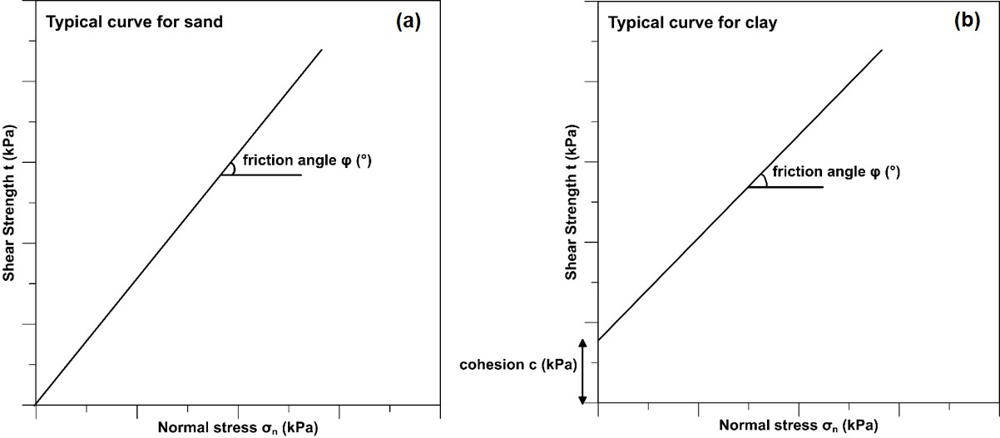 Typical curve for sand
(a)
Shear Strength t (kPa)
friction angle φ (°)
Normal stress σn (kPa)
Typical curve for clay
(b)
Shear Strength t (kPa)
friction angle φ (°)
cohesion c (kPa)
Normal stress σn (kPa)